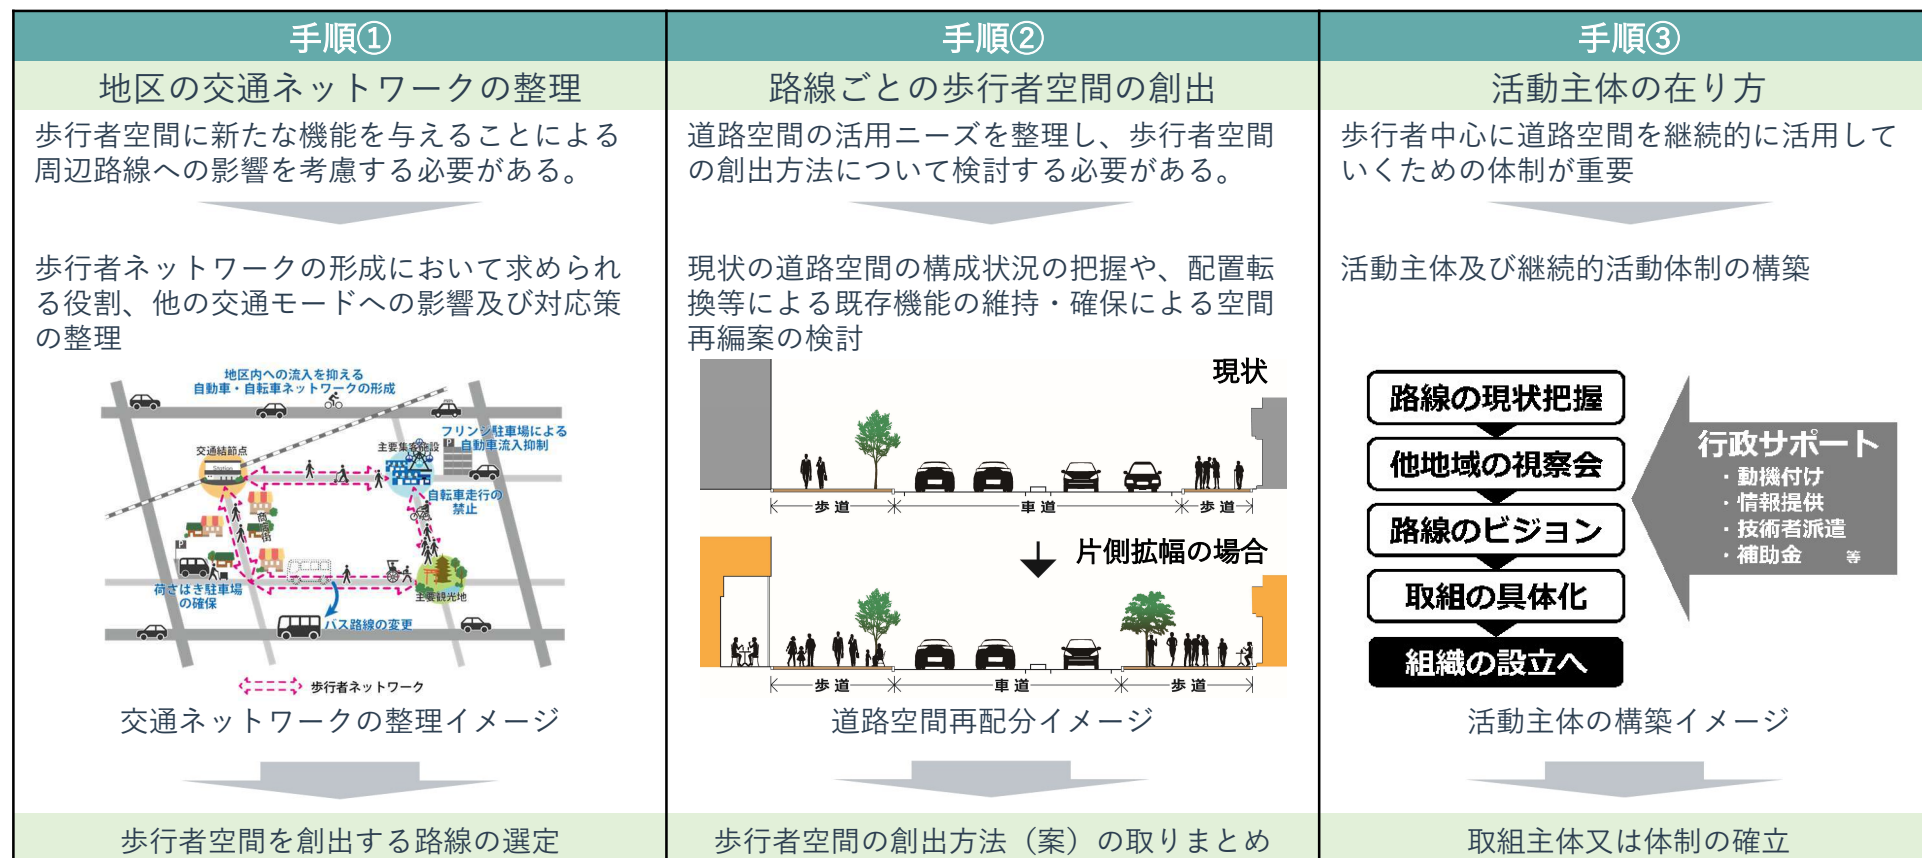 手順①
地区の交通ネットワークの整理
歩行者空間に新たな機能を与えることによる
周辺路線への影響を考慮する必要がある。
歩行者ネットワークの形成において求められ
る役割、他の交通モードへの影響及び対応策
の整理
地区内への流入を抑える
自動車・自転車ネットワークの形成
フリンジ駐車場による
自動車流入抑制
P
交通結節点
Station
主要集客施設
自転車走行の
禁止
商店街
P
荷さばき駐車場
の確保
主要観光地
バス路線の変更
歩行者ネットワーク
交通ネットワークの整理イメージ
歩行者空間を創出する路線の選定
手順②
路線ごとの歩行者空間の創出
道路空間の活用ニーズを整理し、歩行者空間
の創出方法について検討する必要がある。
現状の道路空間の構成状況の把握や、配置転
換等による既存機能の維持・確保による空間
再編案の検討
現状
歩道 車道 歩道
片側拡幅の場合
歩道 車道 歩道
道路空間再配分イメージ
歩行者空間の創出方法（案）の取りまとめ
手順③
活動主体の在り方
歩行者中心に道路空間を継続的に活用して
いくための体制が重要
活動主体及び継続的活動体制の構築
路線の現状把握
他地域の視察会
路線のビジョン
取組の具体化
組織の設立へ
行政サポート
・動機付け
・情報提供
・技術者派遣
・補助金 等
活動主体の構築イメージ
取組主体又は体制の確立